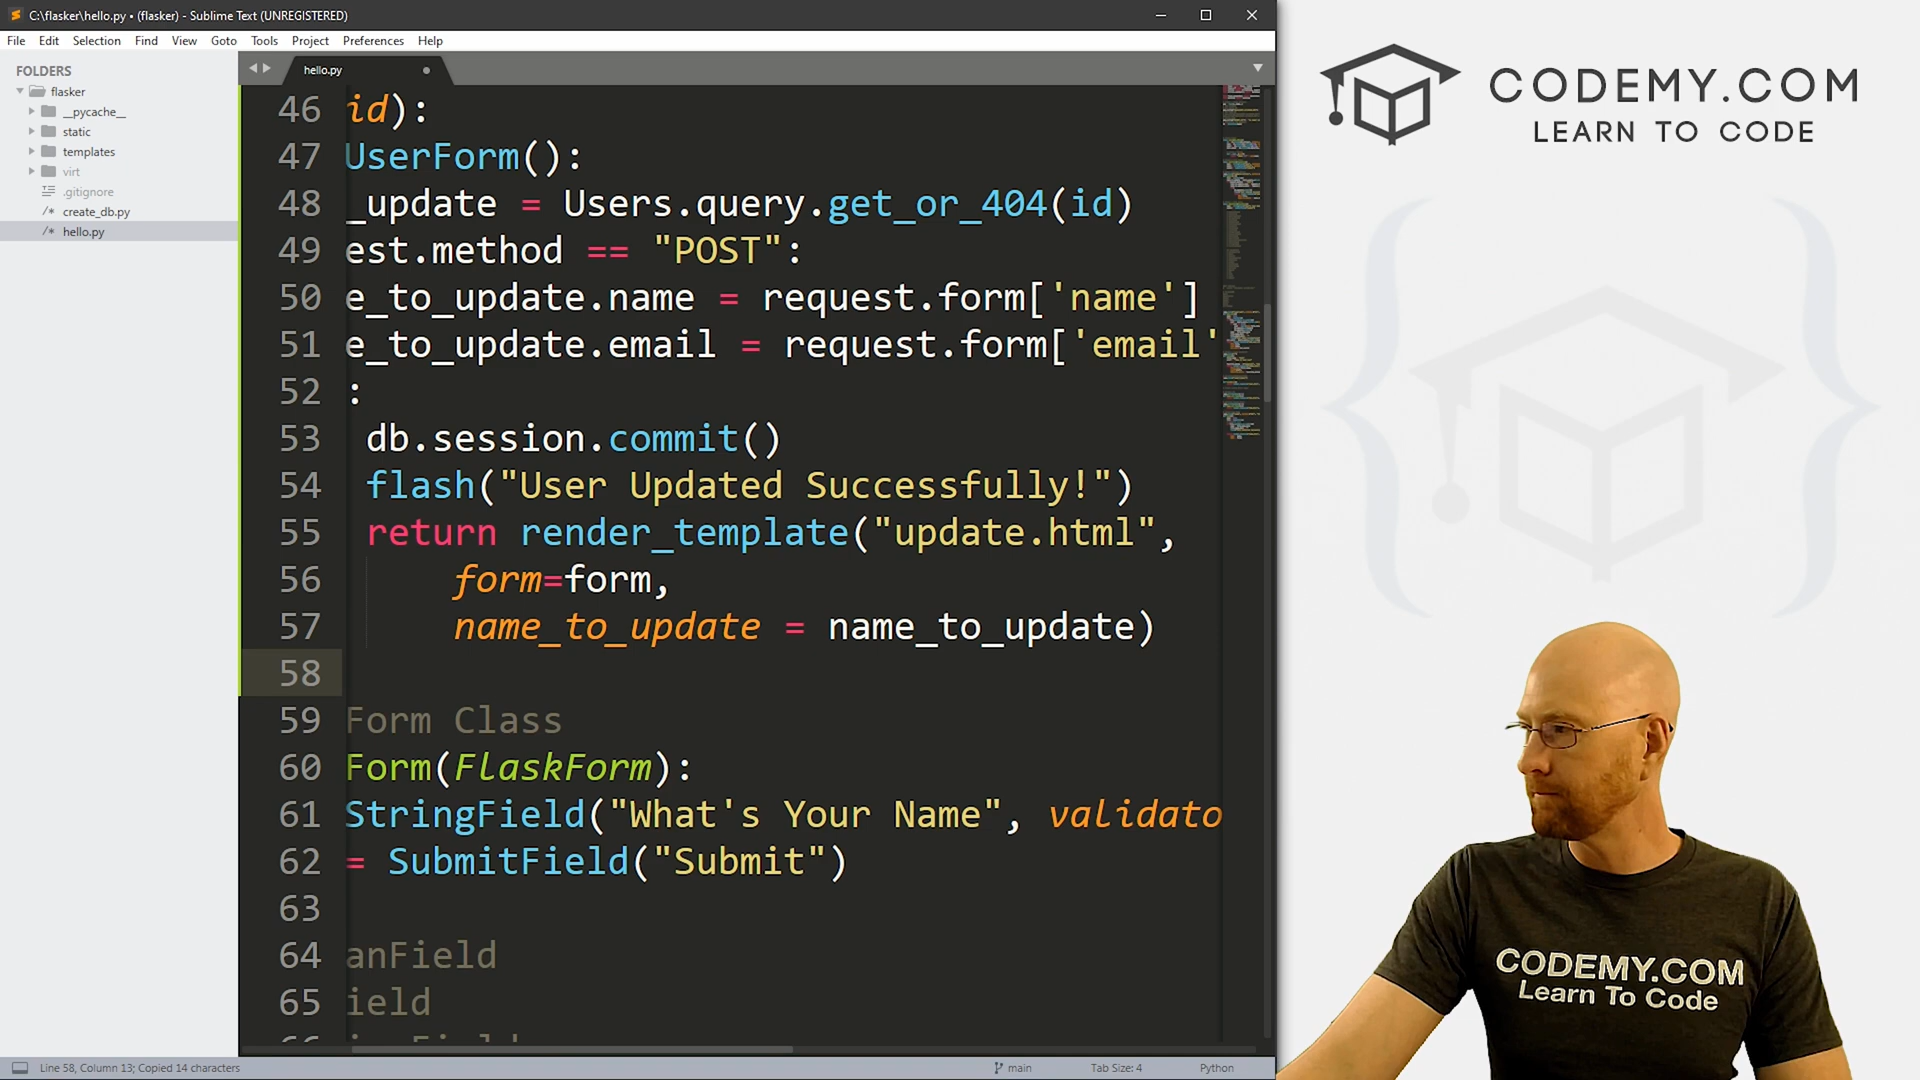 C:\flasker\hello.py • (flasker) - Sublime Text (UNREGISTERED)
File Edit Selection Find View Goto Tools Project Preferences Help
FOLDERS
flasker
__pycache__
static
templates
virt
.gitignore
create_db.py
hello.py
hello.py
46 id):
47 UserForm():
48 _update = Users.query.get_or_404(id)
49 est.method == "POST":
50 e_to_update.name = request.form['name']
51 e_to_update.email = request.form['email'
52 :
53 db.session.commit()
54 flash("User Updated Successfully!")
55 return render_template("update.html",
56 form=form,
57 name_to_update = name_to_update)
58
59 Form Class
60 Form(FlaskForm):
61 StringField("What's Your Name", validato
62 = SubmitField("Submit")
63
64 anField
65 ield
Line 58, Column 13; Copied 14 characters
main
Tab Size: 4
Python
CODEMY.COM
LEARN TO CODE
CODEMY.COM
Learn To Code